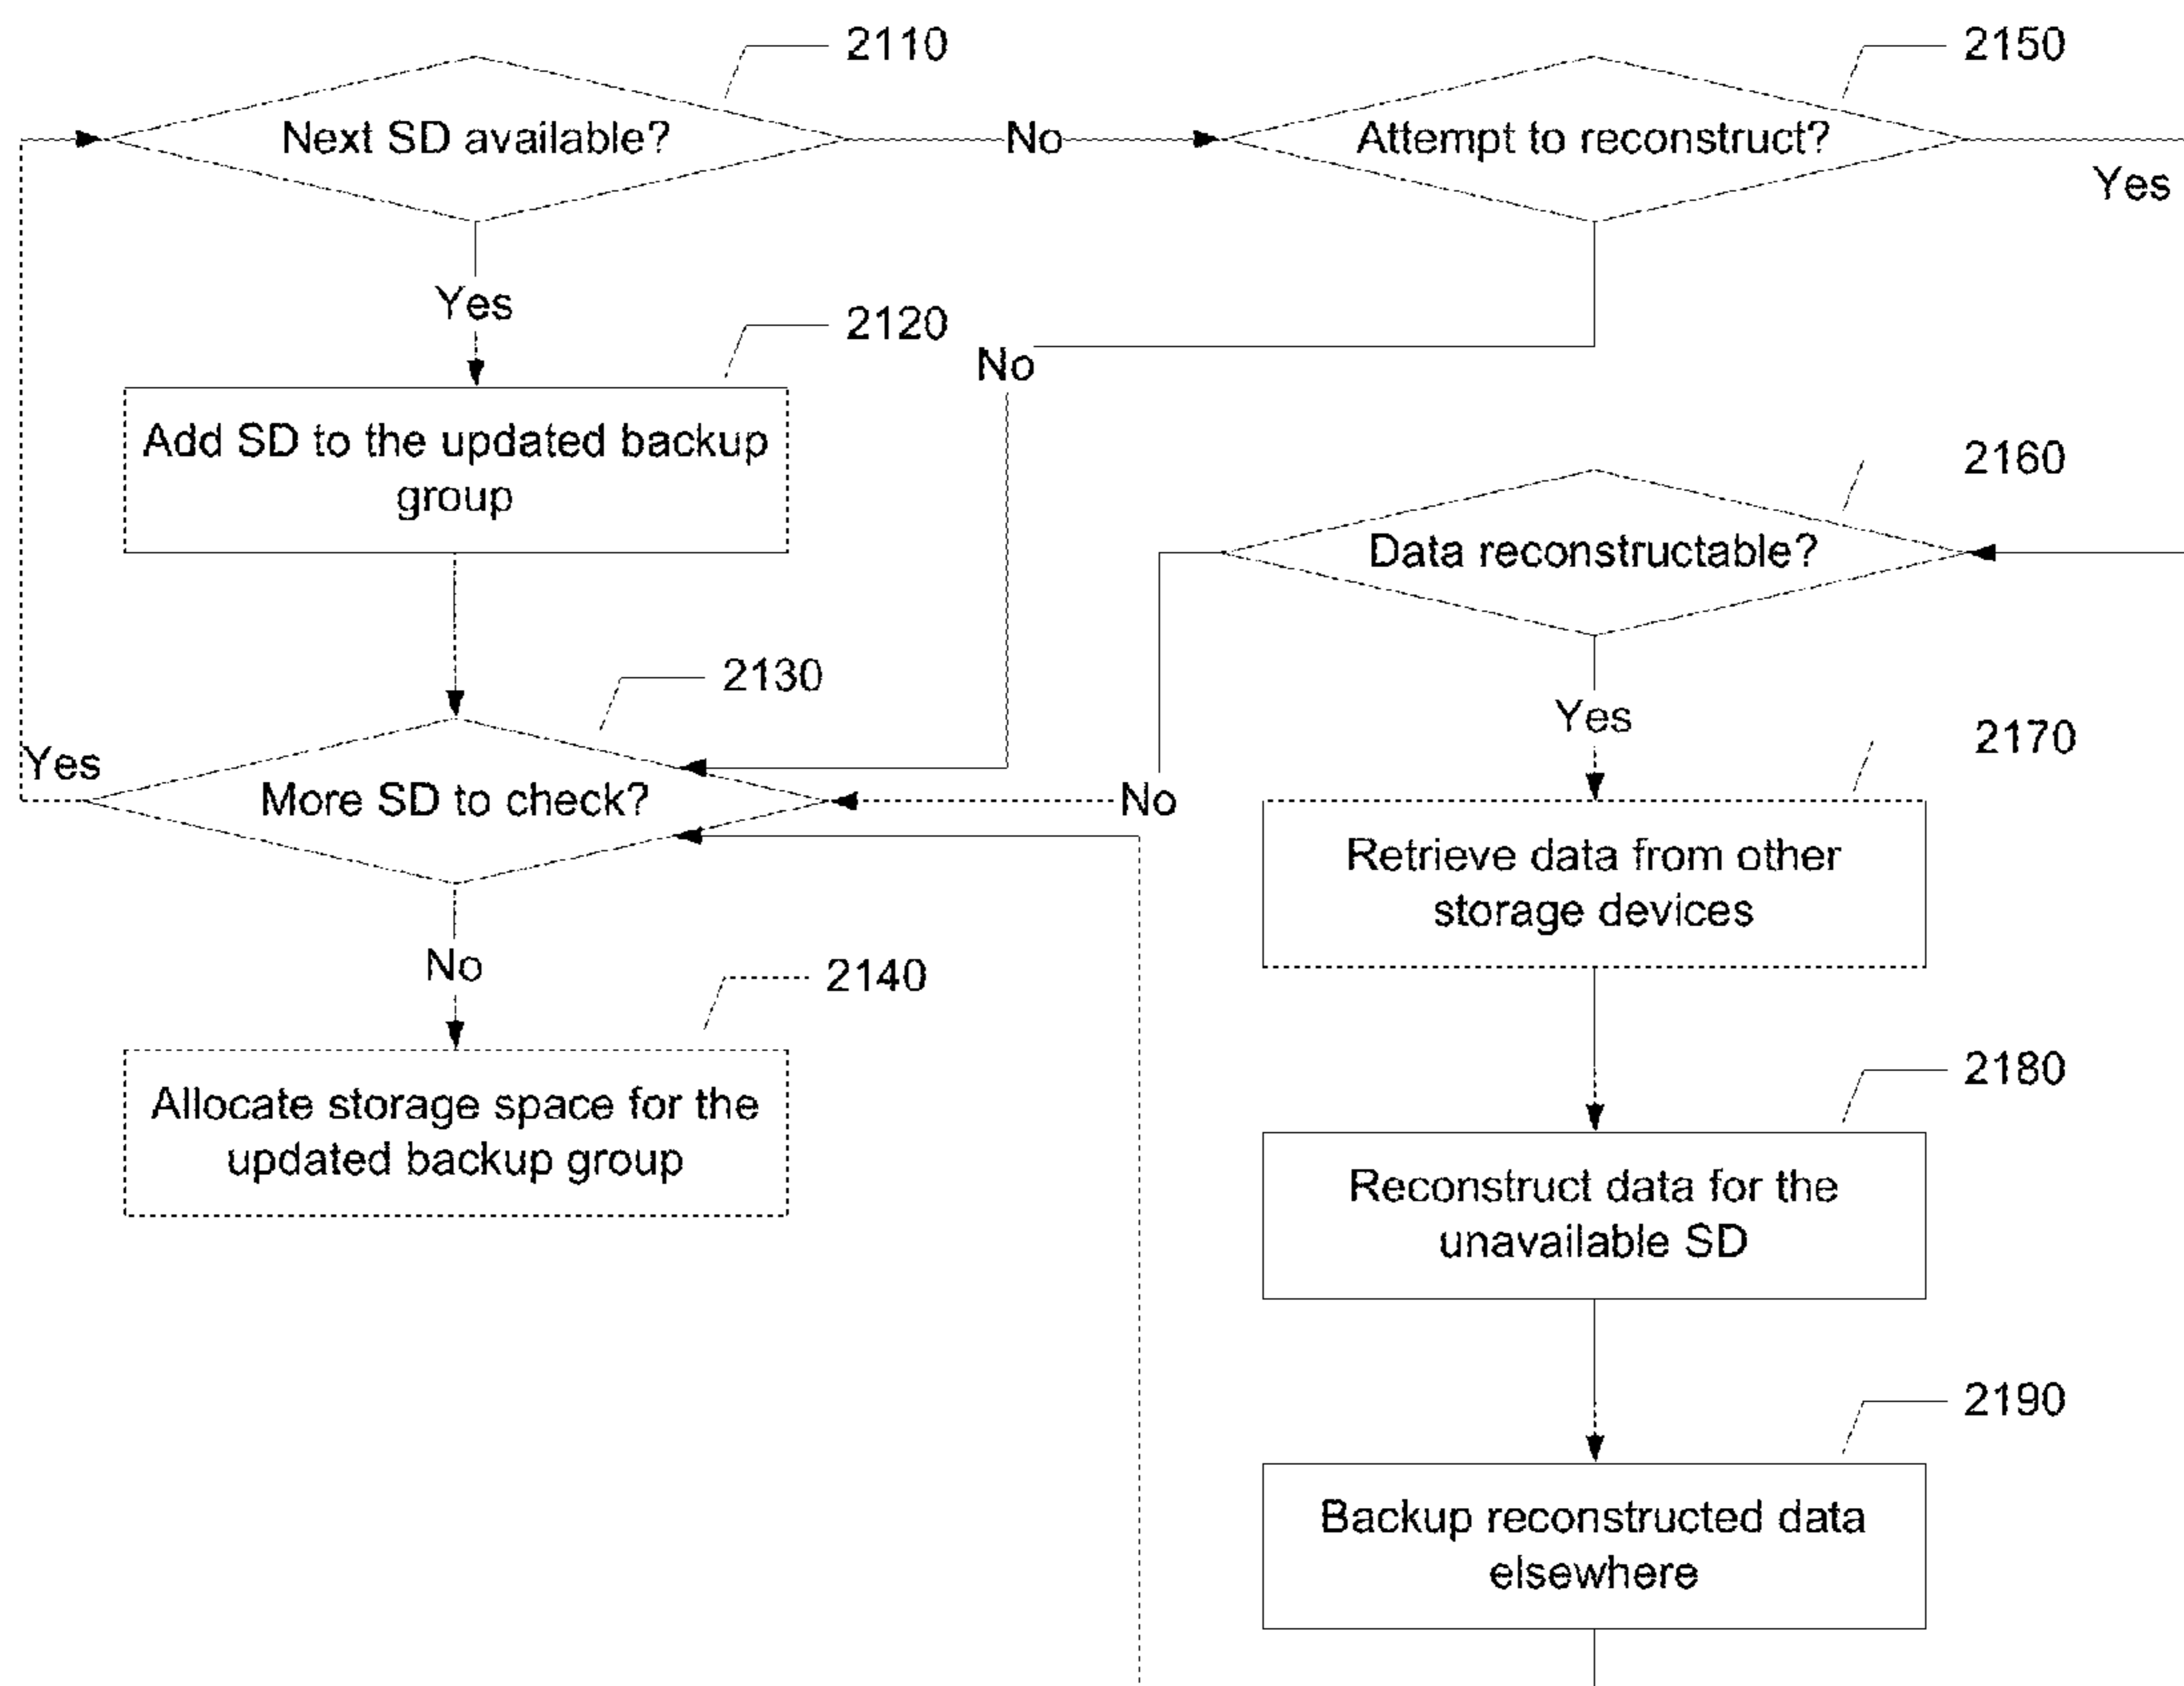 2110
Next SD available?
No
2150
Attempt to reconstruct?
Yes
Yes
2120
Add SD to the updated backup
group
No
2160
Data reconstructable?
2130
More SD to check?
Yes
No
Yes
2170
Retrieve data from other
storage devices
No
2140
Allocate storage space for the
updated backup group
2180
Reconstruct data for the
unavailable SD
2190
Backup reconstructed data
elsewhere